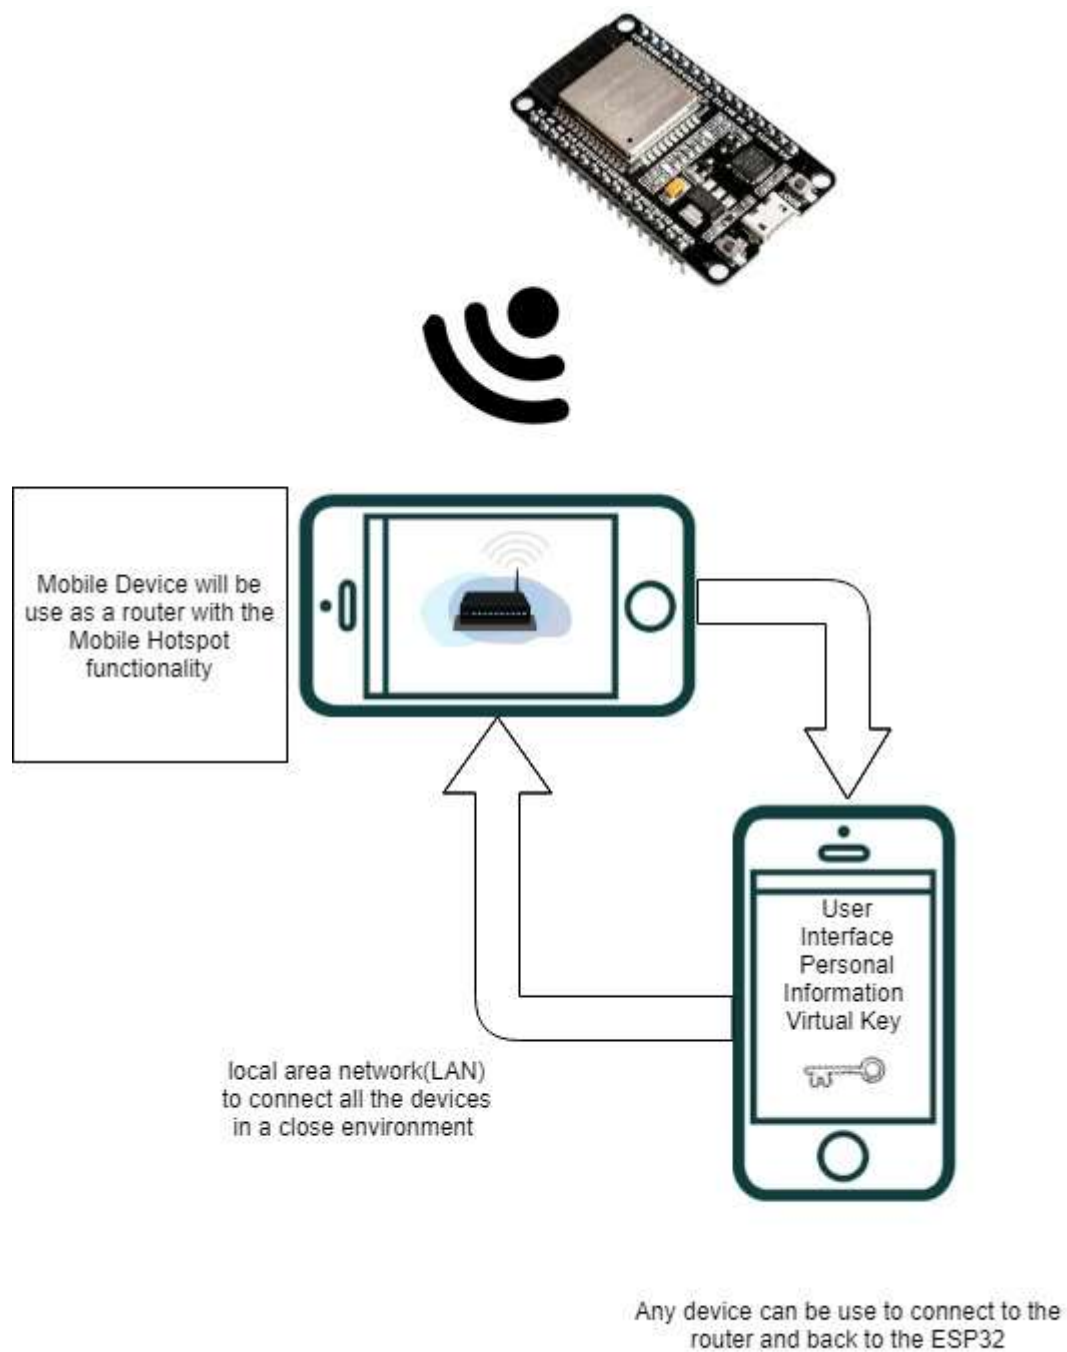 Mobile Device will be
use as a router with the
Mobile Hotspot
functionality
User
Interface
Personal
Information
Virtual Key
local area network(LAN)
to connect all the devices
in a close environment
Any device can be use to connect to the
router and back to the ESP32